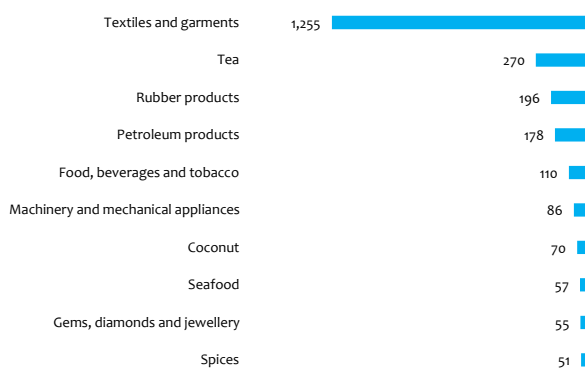 Textiles and garments 1,255
Tea 270
Rubber products 196
Petroleum products 178
Food, beverages and tobacco 110
Machinery and mechanical appliances 86
Coconut 70
Seafood 57
Gems, diamonds and jewellery 55
Spices 51